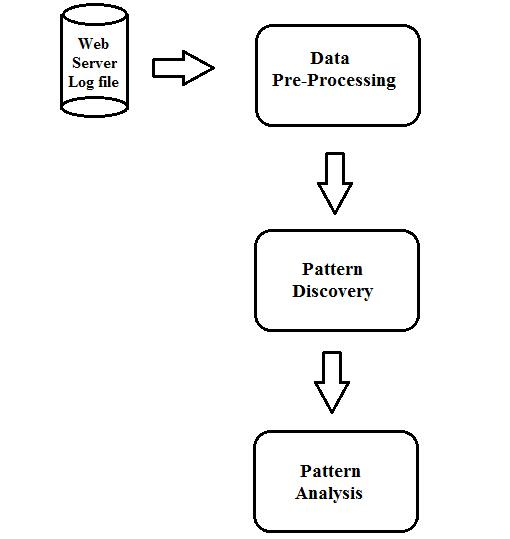 Web
Server
Log file
Data
Pre-Processing
Pattern
Discovery
Pattern
Analysis